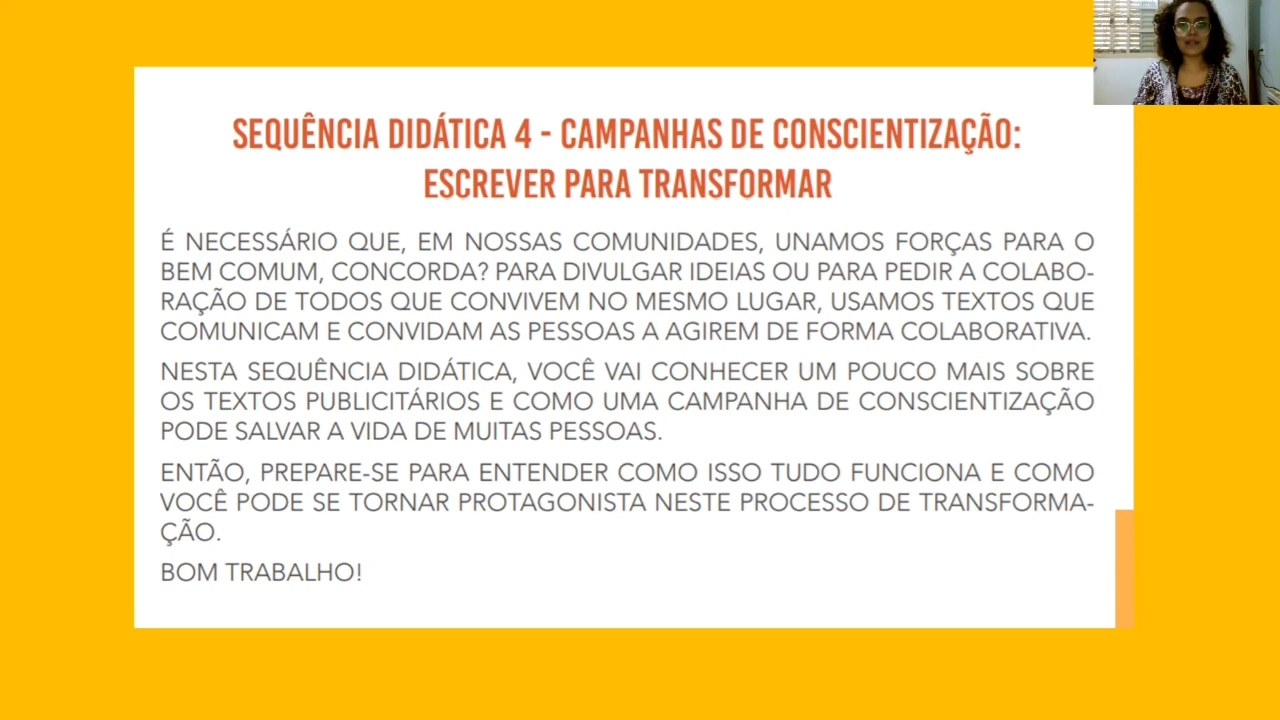 SEQUÊNCIA DIDÁTICA 4 - CAMPANHAS DE CONSCIENTIZAÇÃO:
ESCREVER PARA TRANSFORMAR
É NECESSÁRIO QUE, EM NOSSAS COMUNIDADES, UNAMOS FORÇAS PARA O
BEM COMUM, CONCORDA? PARA DIVULGAR IDEIAS OU PARA PEDIR A COLABO-
RAÇÃO DE TODOS QUE CONVIVEM NO MESMO LUGAR, USAMOS TEXTOS QUE
COMUNICAM E CONVIDAM AS PESSOAS A AGIREM DE FORMA COLABORATIVA.
NESTA SEQUÊNCIA DIDÁTICA, VOCÊ VAI CONHECER UM POUCO MAIS SOBRE
OS TEXTOS PUBLICITÁRIOS E COMO UMA CAMPANHA DE CONSCIENTIZAÇÃO
PODE SALVAR A VIDA DE MUITAS PESSOAS.
ENTÃO, PREPARE-SE PARA ENTENDER COMO ISSO TUDO FUNCIONA E COMO
VOCÊ PODE SE TORNAR PROTAGONISTA NESTE PROCESSO DE TRANSFORMA-
ÇÃO.
BOM TRABALHO!